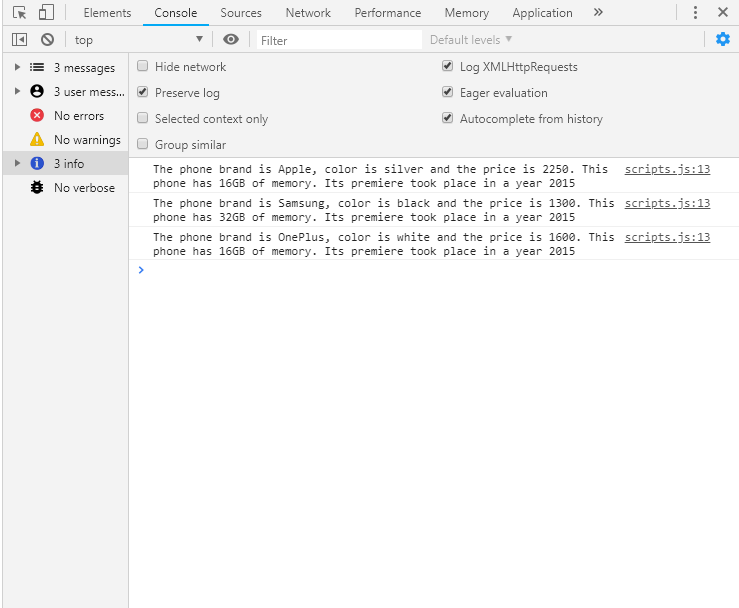 Elements Console Sources Network Performance Memory Application »
top Filter Default levels
3 messages
3 user mess...
No errors
No warnings
3 info
No verbose
Hide network Log XMLHttpRequests
Preserve log Eager evaluation
Selected context only Autocomplete from history
Group similar
The phone brand is Apple, color is silver and the price is 2250. This scripts.js:13
phone has 16GB of memory. Its premiere took place in a year 2015
The phone brand is Samsung, color is black and the price is 1300. This scripts.js:13
phone has 32GB of memory. Its premiere took place in a year 2015
The phone brand is OnePlus, color is white and the price is 1600. This scripts.js:13
phone has 16GB of memory. Its premiere took place in a year 2015